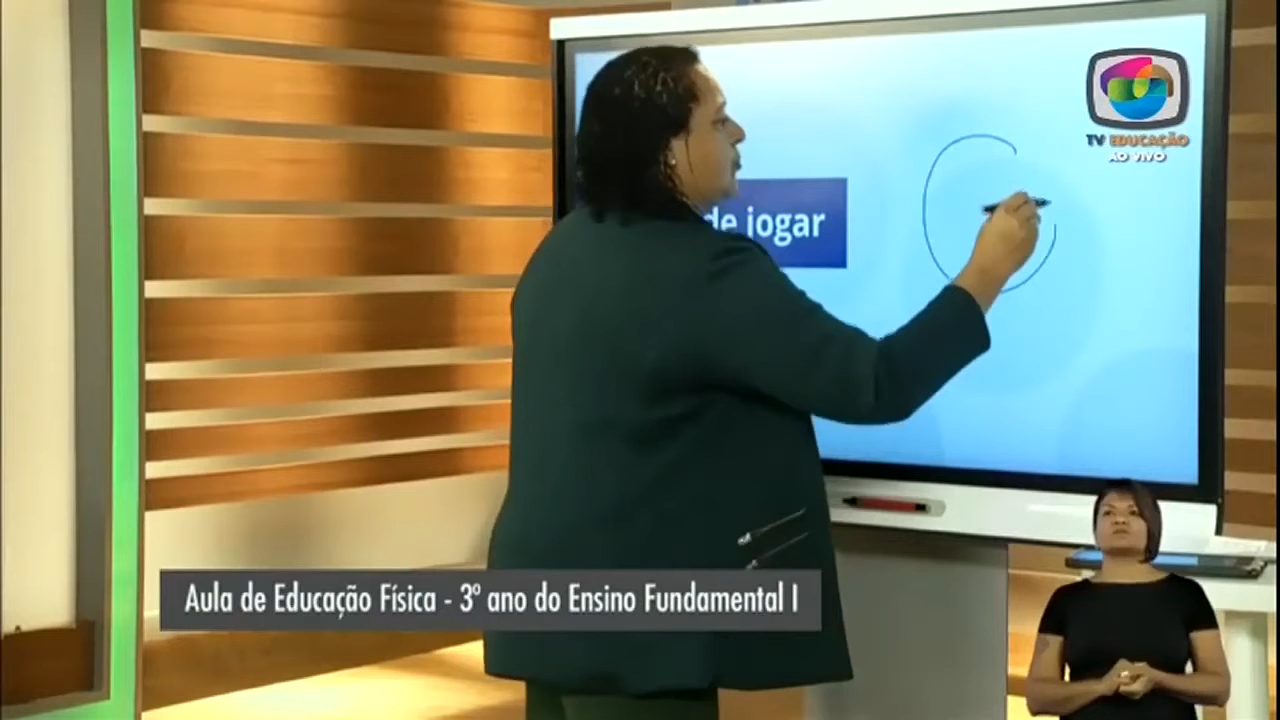 TV EDUCAÇÃO
AO VIVO
de jogar
Aula de Educação Física - 3º ano do Ensino Fundamental I